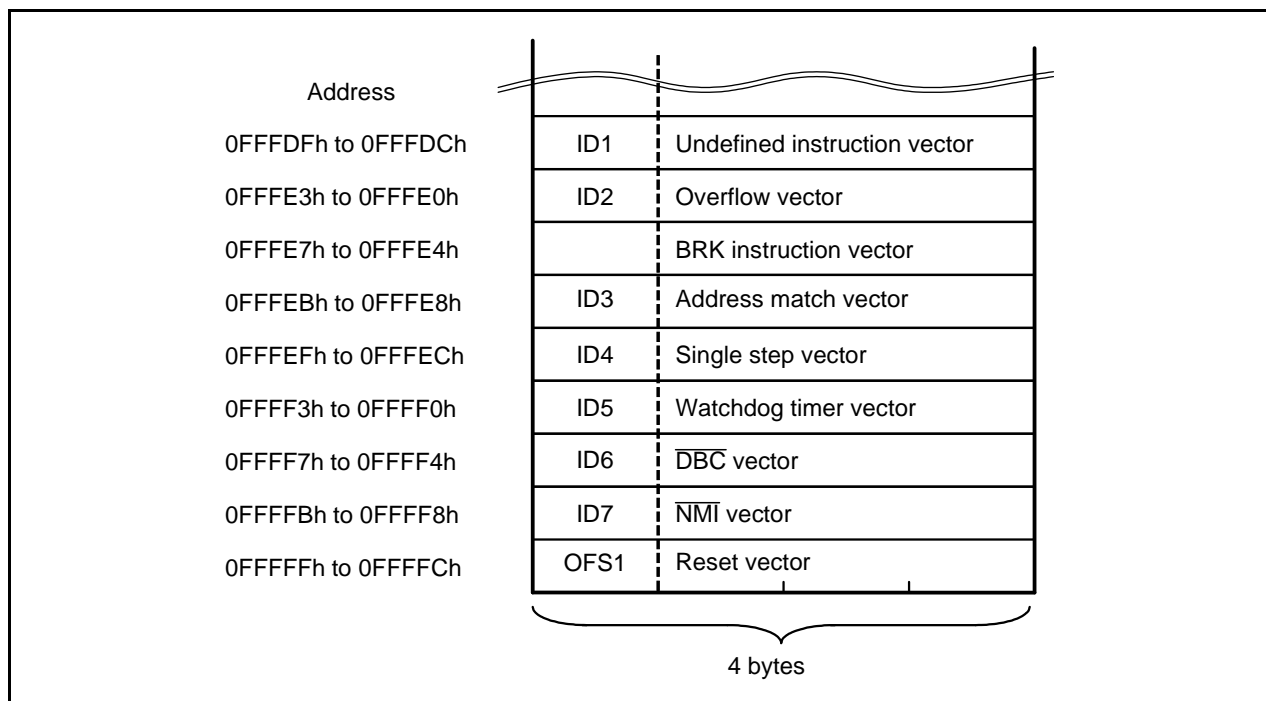 Address
0FFFDFh to 0FFFDCh ID1 Undefined instruction vector
0FFFE3h to 0FFFE0h ID2 Overflow vector
0FFFE7h to 0FFFE4h BRK instruction vector
0FFFEBh to 0FFFE8h ID3 Address match vector
0FFFEFh to 0FFFECh ID4 Single step vector
0FFFF3h to 0FFFF0h ID5 Watchdog timer vector
0FFFF7h to 0FFFF4h ID6 D̅B̅C̅ vector
0FFFFBh to 0FFFF8h ID7 N̅M̅I̅ vector
0FFFFFh to 0FFFFCh OFS1 Reset vector
4 bytes